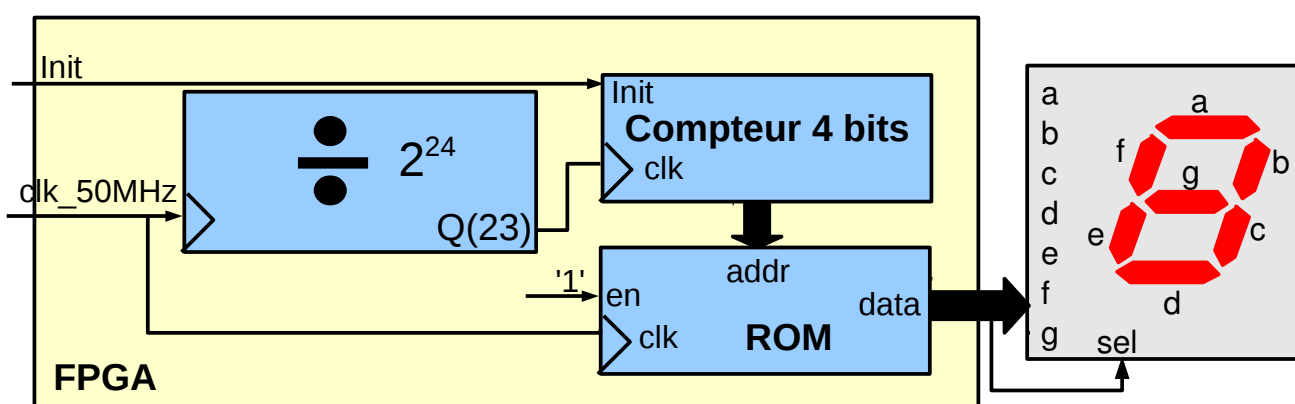 Init
clk_50MHz
÷ 2^24
Q(23)
Init
Compteur 4 bits
clk
'1'
en
addr
data
clk
ROM
FPGA
a
b
c
d
e
f
g
sel
a
f
b
g
e
c
d